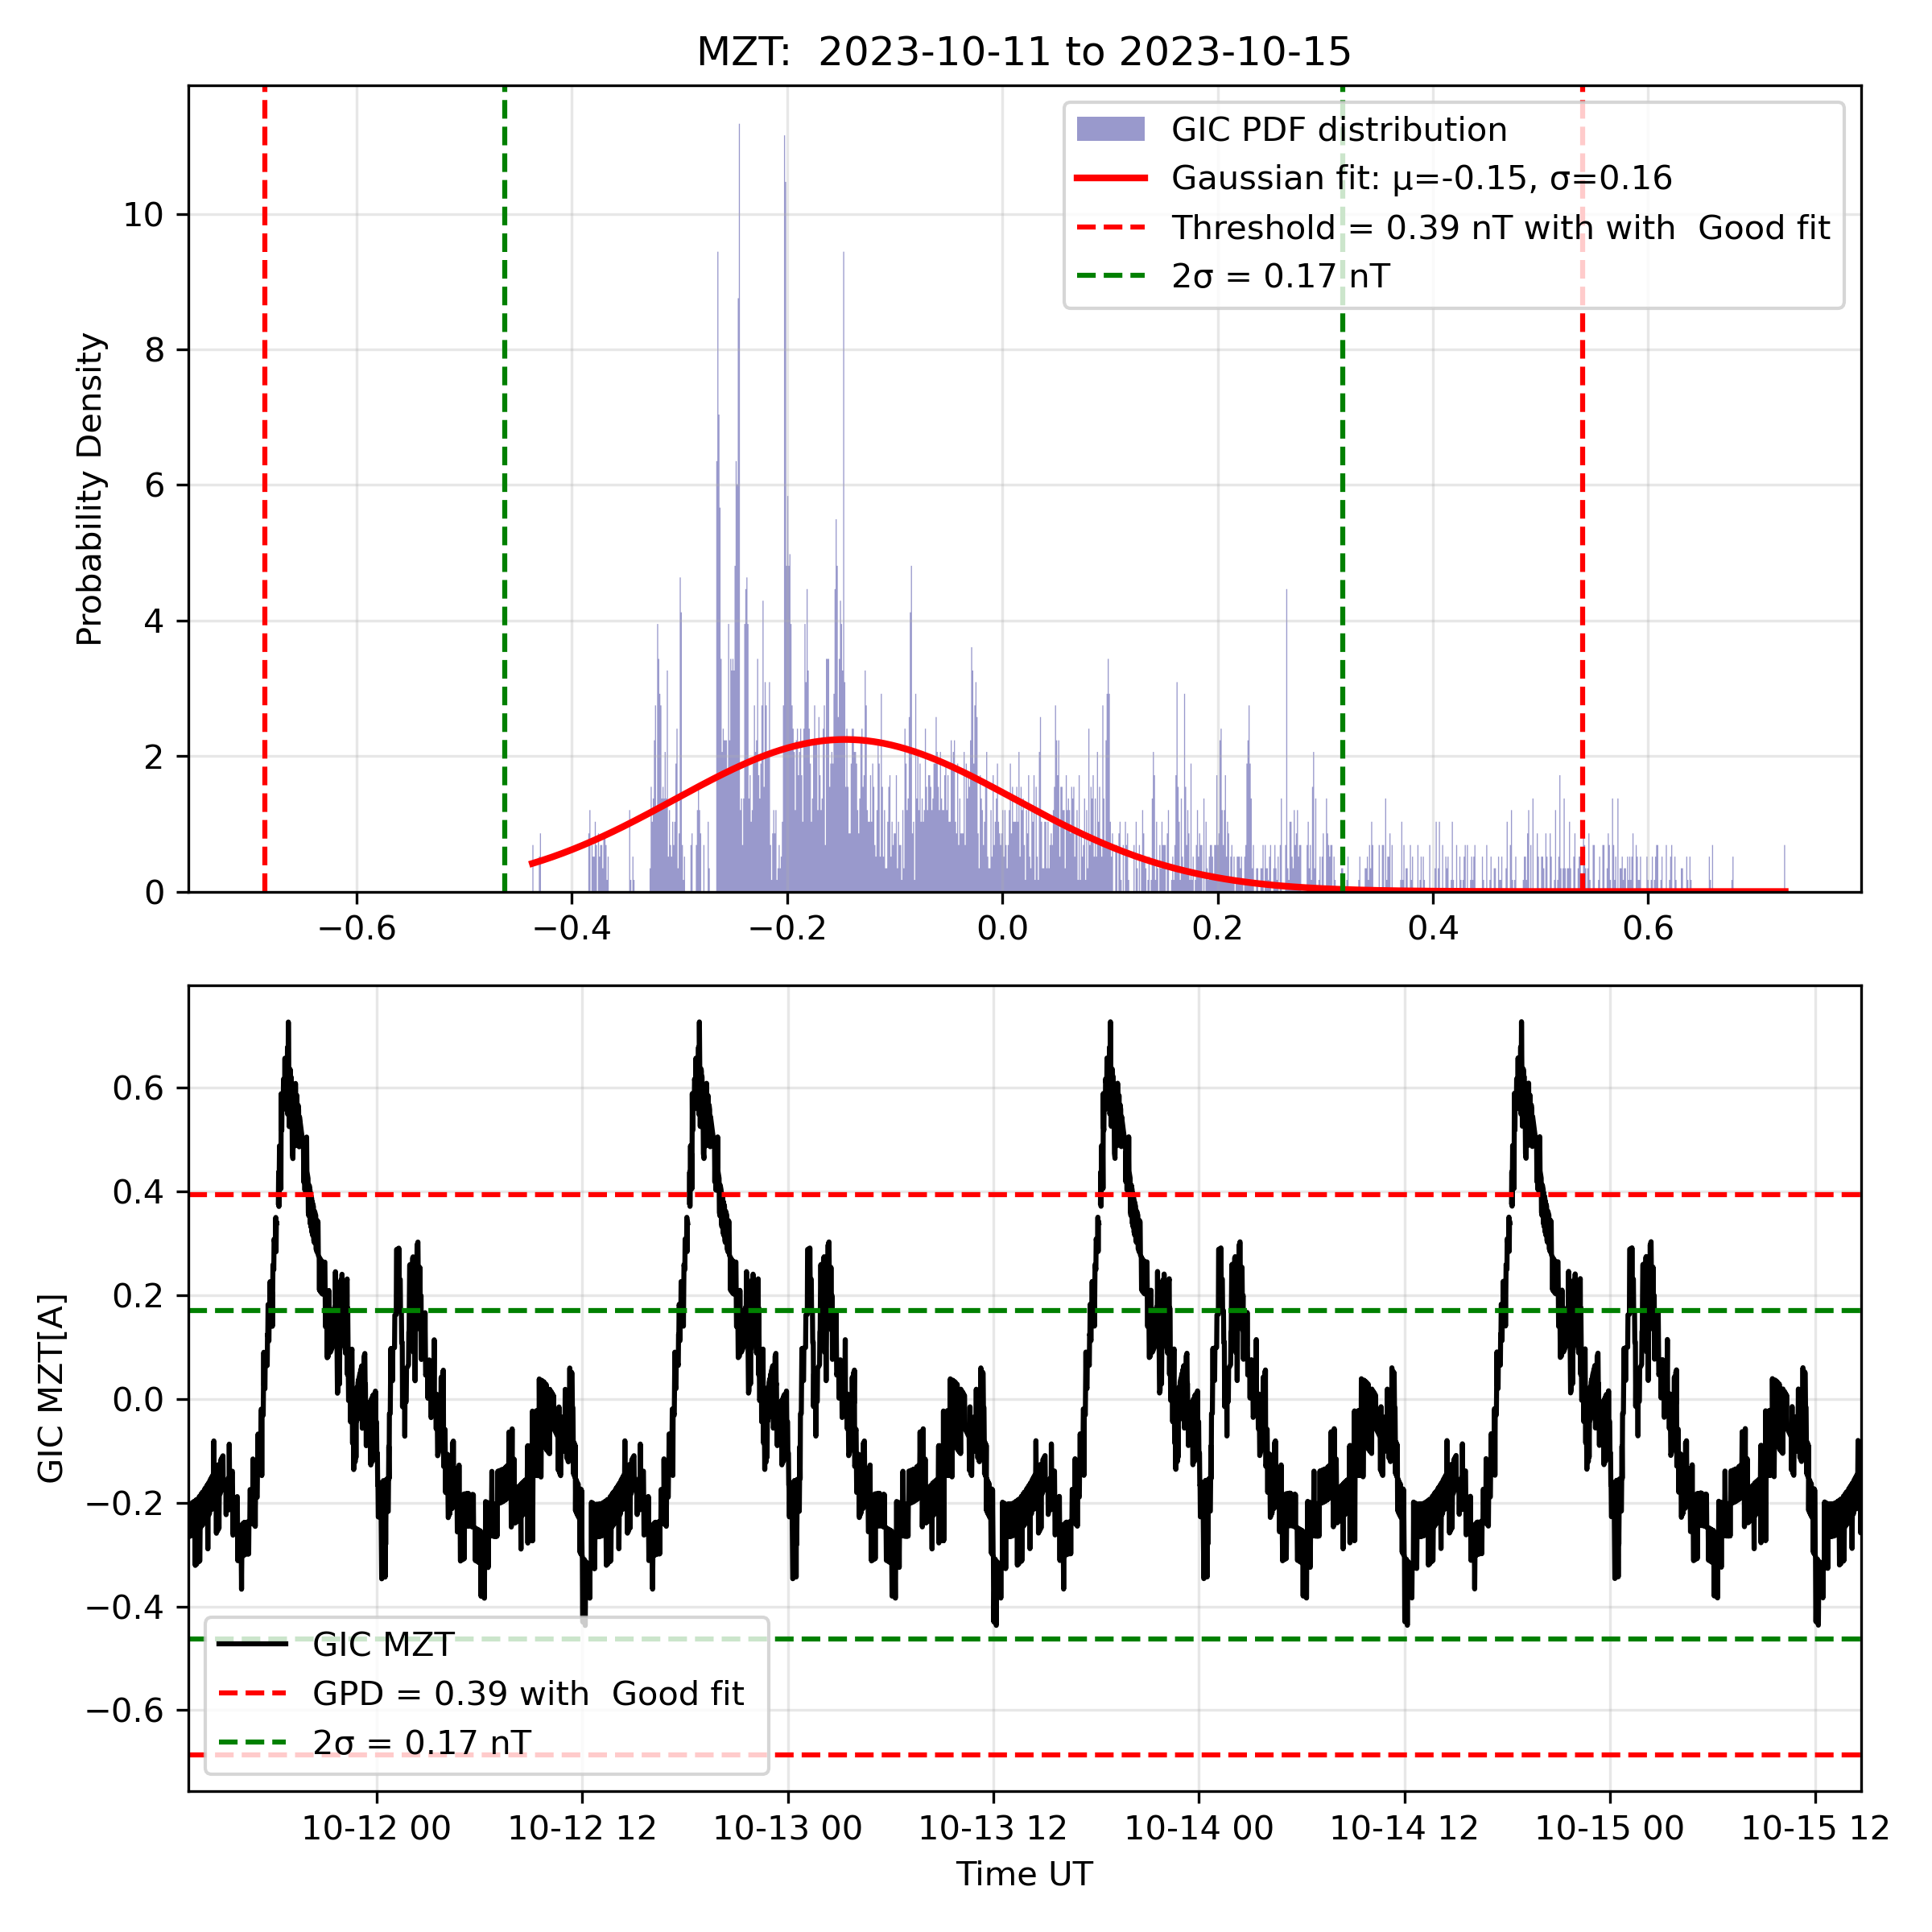 MZT:  2023-10-11 to 2023-10-15
Probability Density
10
8
6
4
2
0
GIC PDF distribution
Gaussian fit: μ=-0.15, σ=0.16
Threshold = 0.39 nT with with  Good fit
2σ = 0.17 nT
−0.6 −0.4 −0.2 0.0 0.2 0.4 0.6
GIC MZT[A]
0.6
0.4
0.2
0.0
−0.2
−0.4
−0.6
GIC MZT
GPD = 0.39 with  Good fit
2σ = 0.17 nT
10-12 00 10-12 12 10-13 00 10-13 12 10-14 00 10-14 12 10-15 00 10-15 12
Time UT